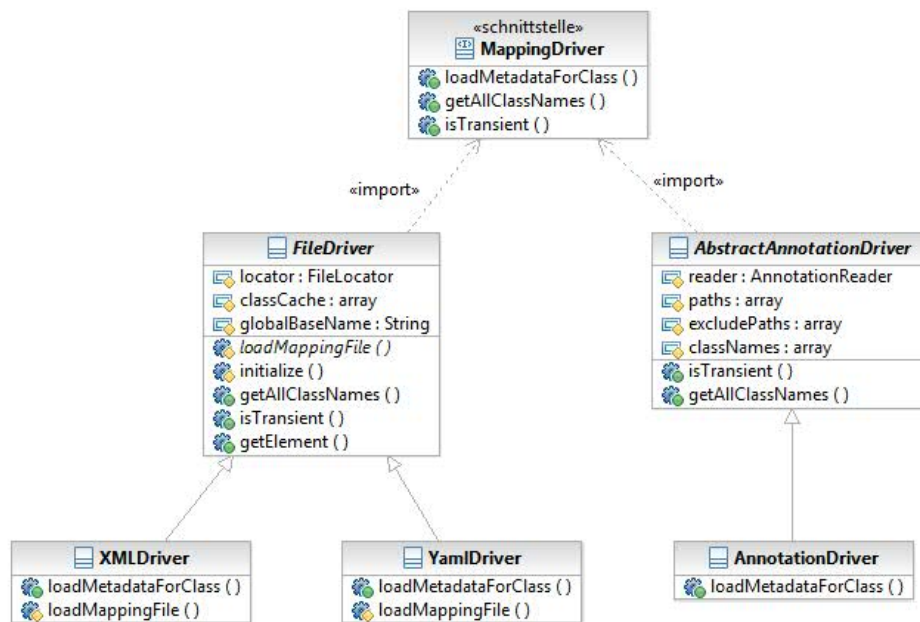 «schnittstelle»
MappingDriver
loadMetadataForClass ( )
getAllClassNames ( )
isTransient ( )
«import»
«import»
FileDriver
locator : FileLocator
classCache : array
globalBaseName : String
loadMappingFile ( )
initialize ( )
getAllClassNames ( )
isTransient ( )
getElement ( )
AbstractAnnotationDriver
reader : AnnotationReader
paths : array
excludePaths : array
classNames : array
isTransient ( )
getAllClassNames ( )
XMLDriver
loadMetadataForClass ( )
loadMappingFile ( )
YamlDriver
loadMetadataForClass ( )
loadMappingFile ( )
AnnotationDriver
loadMetadataForClass ( )